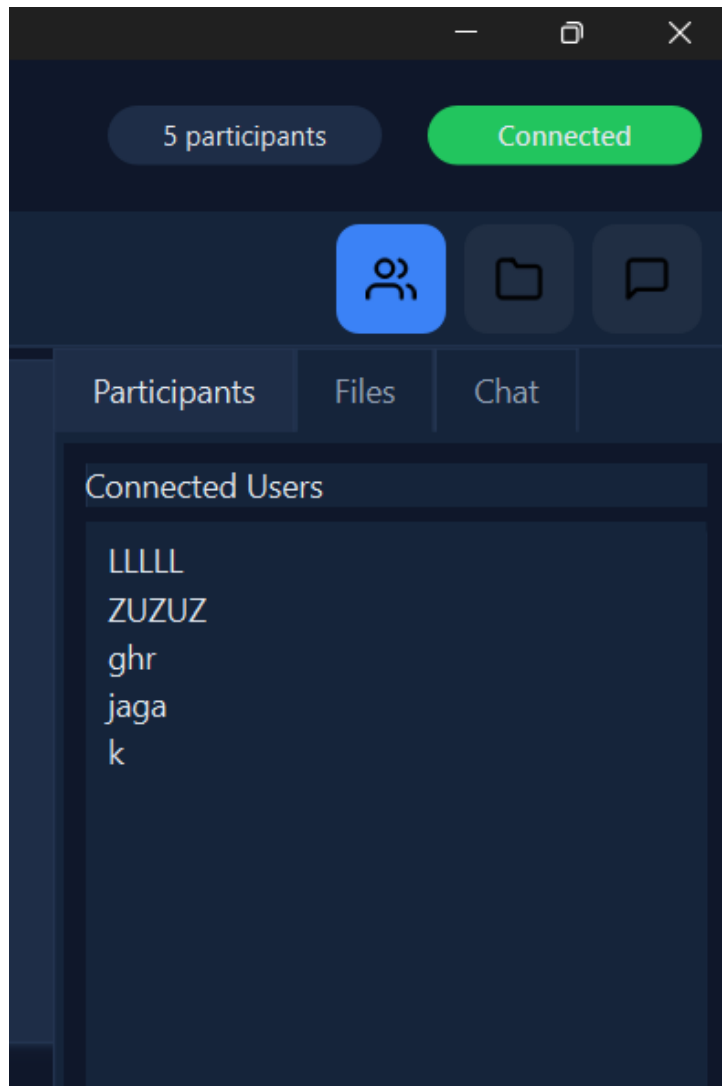 5 participants
Connected
Participants
Files
Chat
Connected Users
LLLLL
ZUZUZ
ghr
jaga
k